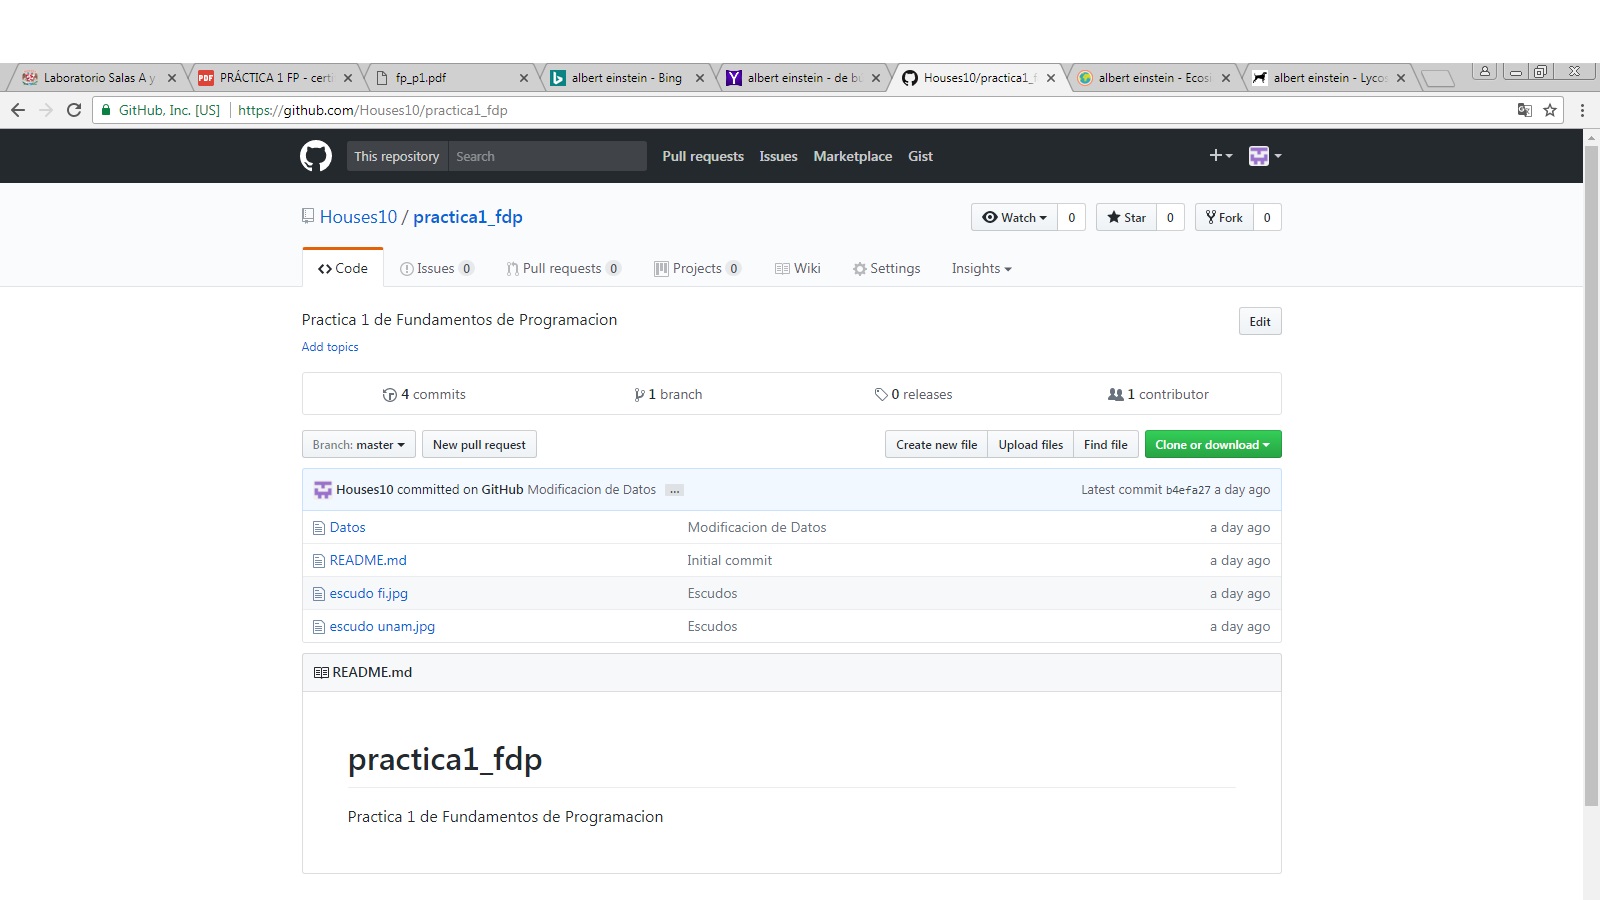 Laboratorio Salas A y
PRÁCTICA 1 FP - certi
fp_p1.pdf
albert einstein - Bing
albert einstein - de bú
Houses10/practica1_f
albert einstein - Ecosi
albert einstein - Lycos
GitHub, Inc. [US] https://github.com/Houses10/practica1_fdp
This repository Search Pull requests Issues Marketplace Gist
Houses10 / practica1_fdp
Watch 0 Star 0 Fork 0
Code Issues 0 Pull requests 0 Projects 0 Wiki Settings Insights
Practica 1 de Fundamentos de Programacion
Edit
Add topics
4 commits 1 branch 0 releases 1 contributor
Branch: master New pull request Create new file Upload files Find file Clone or download
Houses10 committed on GitHub Modificacion de Datos ... Latest commit b4efa27 a day ago
Datos Modificacion de Datos a day ago
README.md Initial commit a day ago
escudo fi.jpg Escudos a day ago
escudo unam.jpg Escudos a day ago
README.md
practica1_fdp
Practica 1 de Fundamentos de Programacion